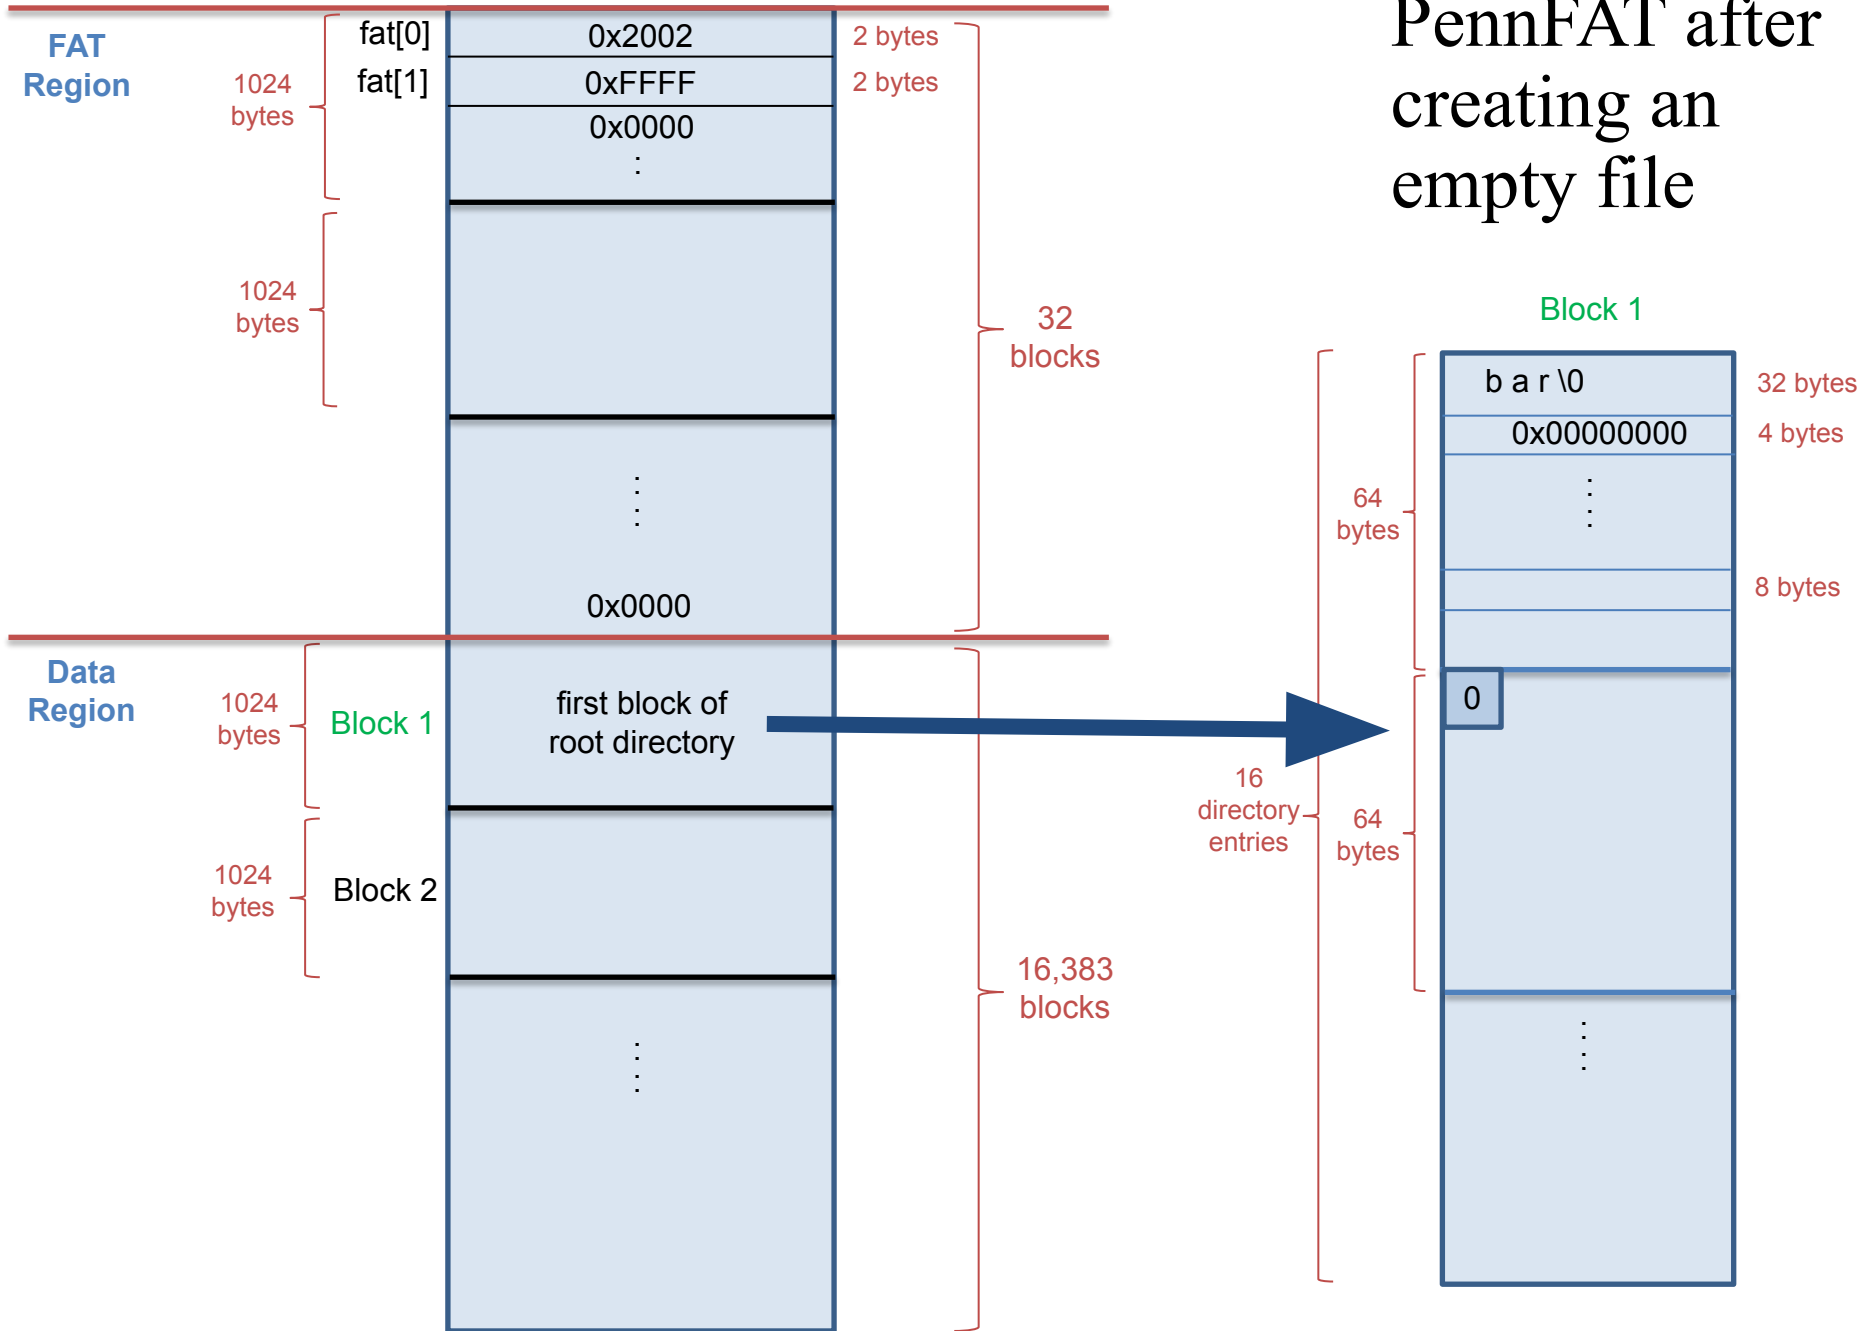 PennFAT after
creating an
empty file
FAT
Region
1024
bytes
fat[0]
0x2002
2 bytes
fat[1]
0xFFFF
2 bytes
0x0000
:
1024
bytes
32
blocks
: :
0x0000
Data
Region
1024
bytes
Block 1
first block of
root directory
1024
bytes
Block 2
16,383
blocks
: :
Block 1
b a r \0
32 bytes
0x00000000
4 bytes
: :
64
bytes
8 bytes
0
16
directory
entries
64
bytes
: :